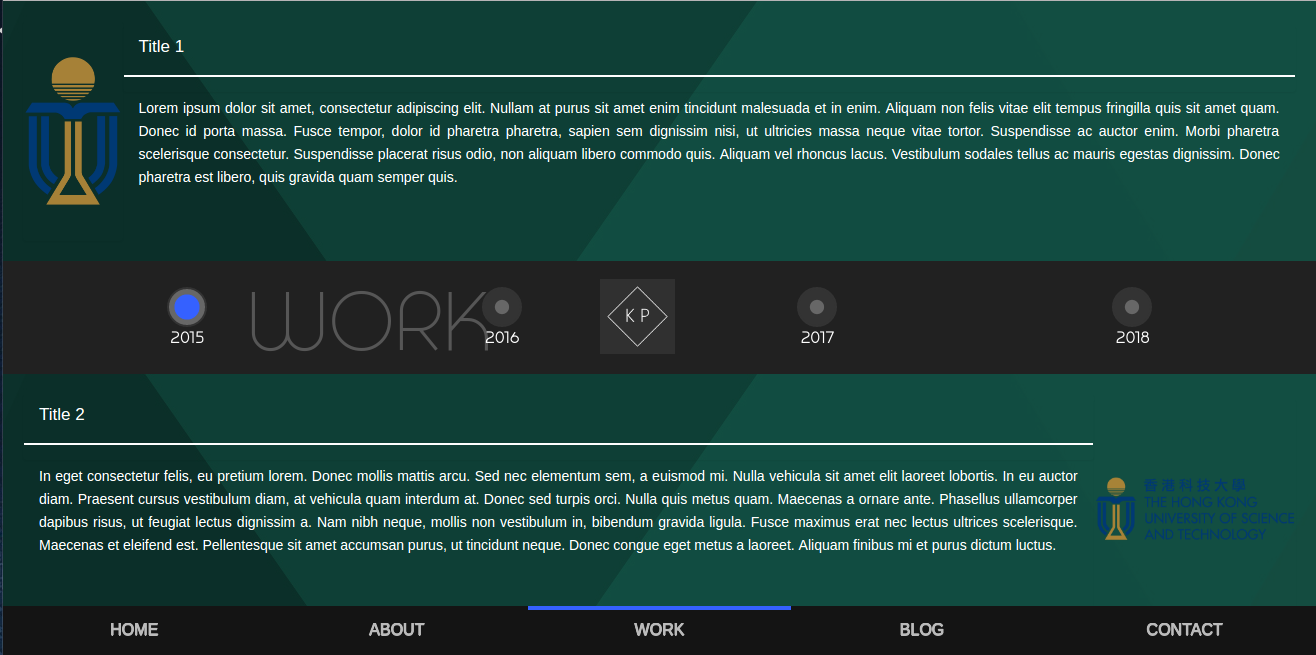 Title 1
Lorem ipsum dolor sit amet, consectetur adipiscing elit. Nullam at purus sit amet enim tincidunt malesuada et in enim. Aliquam non felis vitae elit tempus fringilla quis sit amet quam.
Donec id porta massa. Fusce tempor, dolor id pharetra pharetra, sapien sem dignissim nisi, ut ultricies massa neque vitae tortor. Suspendisse ac auctor enim. Morbi pharetra
scelerisque consectetur. Suspendisse placerat risus odio, non aliquam libero commodo quis. Aliquam vel rhoncus lacus. Vestibulum sodales tellus ac mauris egestas dignissim. Donec
pharetra est libero, quis gravida quam semper quis.
WORK
K P
2015 2016 2017 2018
Title 2
In eget consectetur felis, eu pretium lorem. Donec mollis mattis arcu. Sed nec elementum sem, a euismod mi. Nulla vehicula sit amet elit laoreet lobortis. In eu auctor
diam. Praesent cursus vestibulum diam, at vehicula quam interdum at. Donec sed turpis orci. Nulla quis metus quam. Maecenas a ornare ante. Phasellus ullamcorper
dapibus risus, ut feugiat lectus dignissim a. Nam nibh neque, mollis non vestibulum in, bibendum gravida ligula. Fusce maximus erat nec lectus ultrices scelerisque.
Maecenas et eleifend est. Pellentesque sit amet accumsan purus, ut tincidunt neque. Donec congue eget metus a laoreet. Aliquam finibus mi et purus dictum luctus.
香港科技大學
THE HONG KONG
UNIVERSITY OF SCIENCE
AND TECHNOLOGY
HOME ABOUT WORK BLOG CONTACT